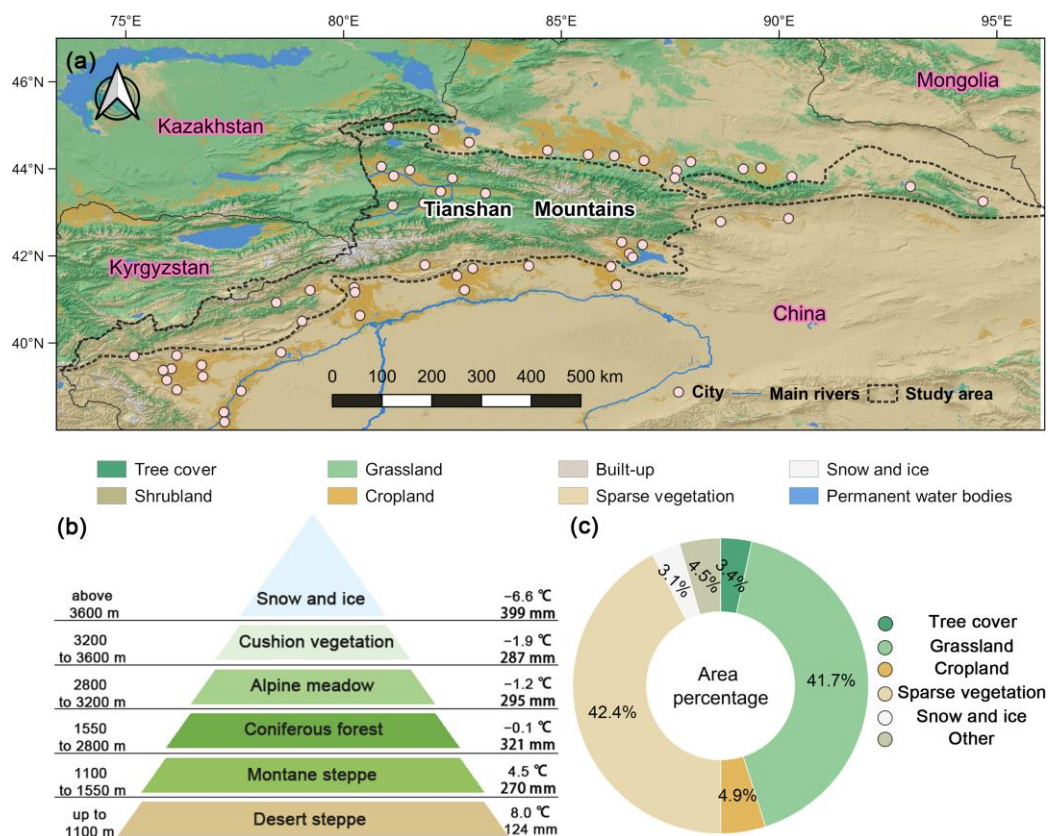 75°E 80°E 85°E 90°E 95°E
(a)
46°N
44°N
42°N
40°N
Mongolia
Kazakhstan
Tianshan Mountains
Kyrgyzstan
China
0 100 200 300 400 500 km
City Main rivers Study area
Tree cover Grassland Built-up Snow and ice
Shrubland Cropland Sparse vegetation Permanent water bodies
(b)
above
3600 m
Snow and ice
−6.6 ℃
399 mm
3200
to 3600 m
Cushion vegetation
−1.9 ℃
287 mm
2800
to 3200 m
Alpine meadow
−1.2 ℃
295 mm
1550
to 2800 m
Coniferous forest
−0.1 ℃
321 mm
1100
to 1550 m
Montane steppe
4.5 ℃
270 mm
up to
1100 m
Desert steppe
8.0 ℃
124 mm
(c)
3.1%
4.5%
3.4%
42.4%
41.7%
4.9%
Area
percentage
Tree cover
Grassland
Cropland
Sparse vegetation
Snow and ice
Other